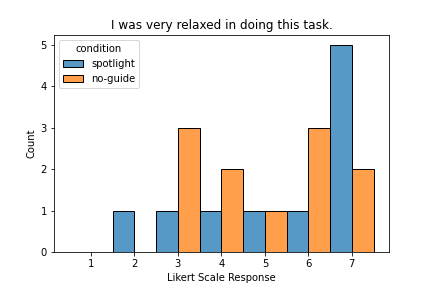 I was very relaxed in doing this task.
condition
spotlight
no-guide
5
4
3
2
1
0
Count
1 2 3 4 5 6 7
Likert Scale Response